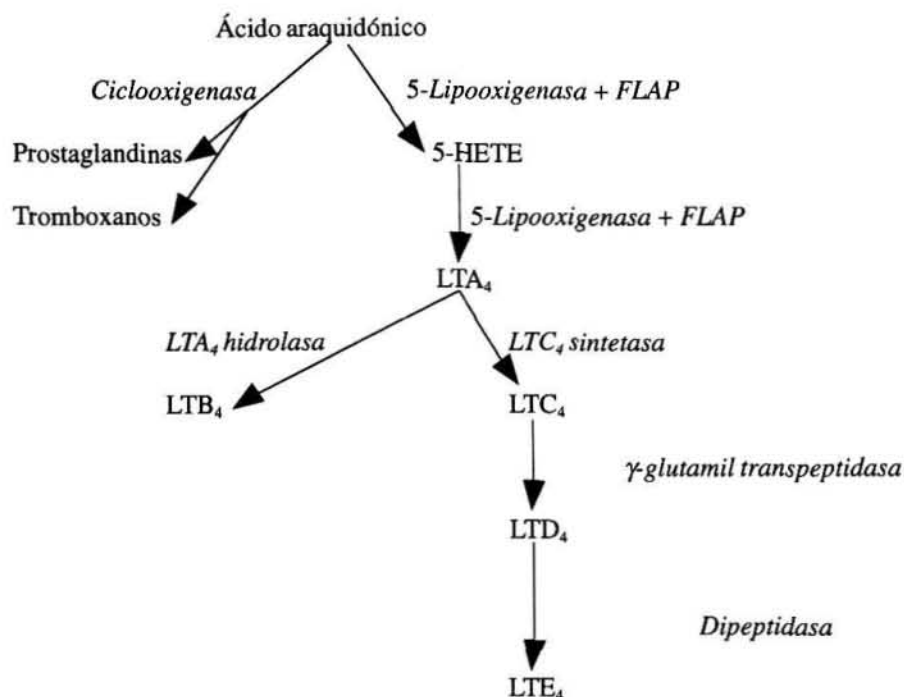 Ácido araquidónico
Ciclooxigenasa
5-Lipooxigenasa + FLAP
Prostaglandinas
5-HETE
Tromboxanos
5-Lipooxigenasa + FLAP
LTA₄
LTA₄ hidrolasa
LTC₄ sintetasa
LTB₄
LTC₄
γ-glutamil transpeptidasa
LTD₄
Dipeptidasa
LTE₄